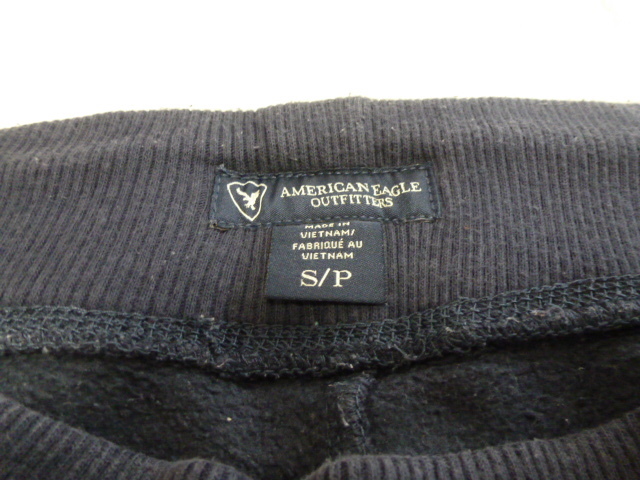 AMERICAN EAGLE
OUTFITTERS
MADE IN
VIETNAM/
FABRIQUÉ AU
VIETNAM
S/P